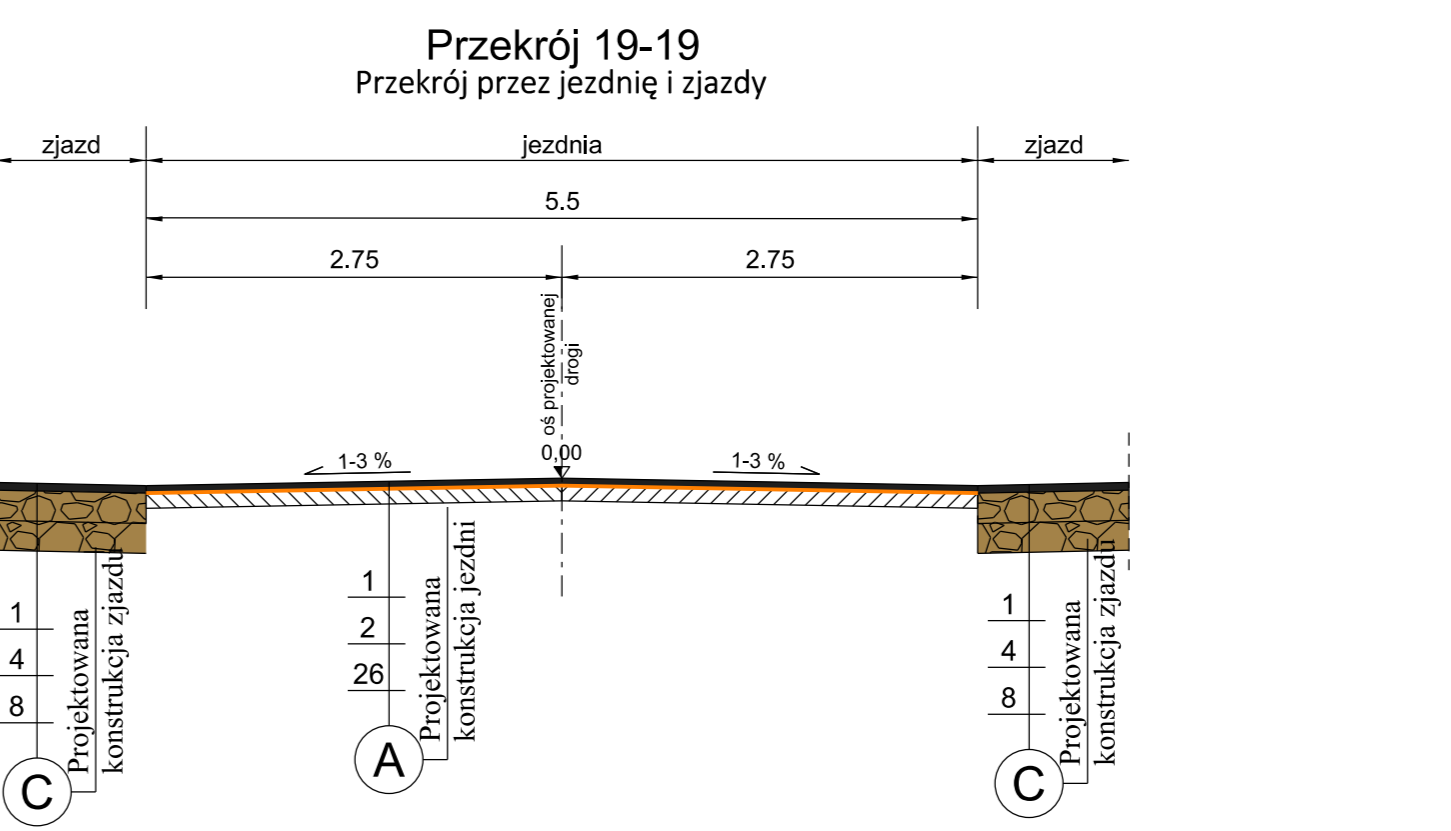 Przekrój 19-19
Przekrój przez jezdnię i zjazdy
zjazd
jezdnia
zjazd
5.5
2.75
2.75
oś projektowanej
drogi
0,00
1-3 %
1-3 %
1
4
8
Projektowana
konstrukcja zjazdu
C
1
2
26
Projektowana
konstrukcja jezdni
A
1
4
8
Projektowana
konstrukcja zjazdu
C